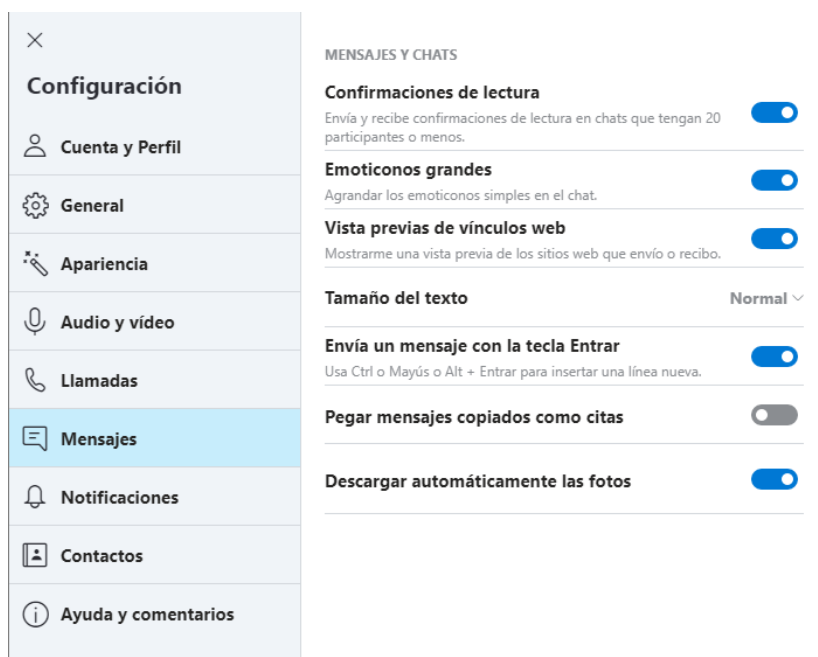 Configuración
Cuenta y Perfil
General
Apariencia
Audio y vídeo
Llamadas
Mensajes
Notificaciones
Contactos
Ayuda y comentarios
MENSAJES Y CHATS
Confirmaciones de lectura
Envía y recibe confirmaciones de lectura en chats que tengan 20
participantes o menos.
Emoticonos grandes
Agrandar los emoticonos simples en el chat.
Vista previas de vínculos web
Mostrarme una vista previa de los sitios web que envío o recibo.
Tamaño del texto
Normal
Envía un mensaje con la tecla Entrar
Usa Ctrl o Mayús o Alt + Entrar para insertar una línea nueva.
Pegar mensajes copiados como citas
Descargar automáticamente las fotos